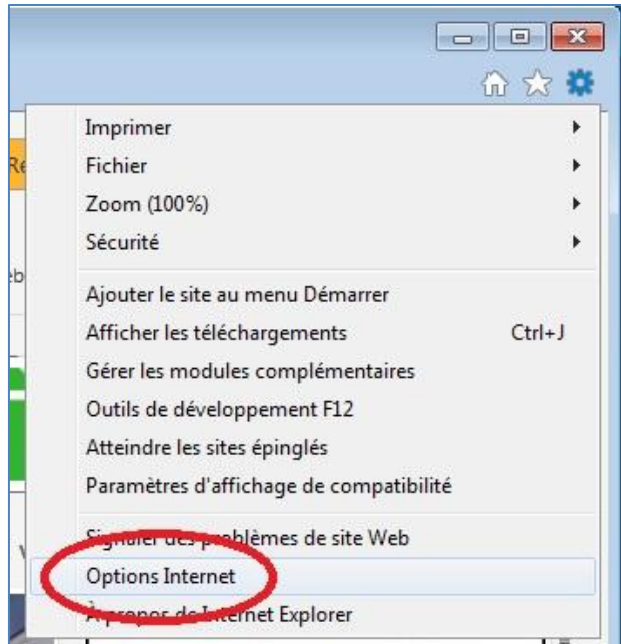 Imprimer
Fichier
Zoom (100%)
Sécurité
Ajouter le site au menu Démarrer
Afficher les téléchargements Ctrl+J
Gérer les modules complémentaires
Outils de développement F12
Atteindre les sites épinglés
Paramètres d'affichage de compatibilité
Signaler des problèmes de site Web
Options Internet
À propos de Internet Explorer